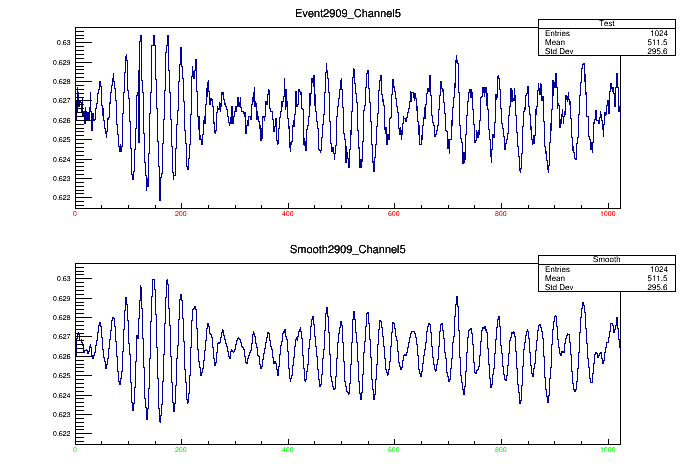 Event2909_Channel5
Test
Entries 1024
Mean 511.5
Std Dev 295.6
0.63
0.629
0.628
0.627
0.626
0.625
0.624
0.623
0.622
0 200 400 600 800 1000
Smooth2909_Channel5
Smooth
Entries 1024
Mean 511.5
Std Dev 295.6
0.63
0.629
0.628
0.627
0.626
0.625
0.624
0.623
0.622
0 200 400 600 800 1000